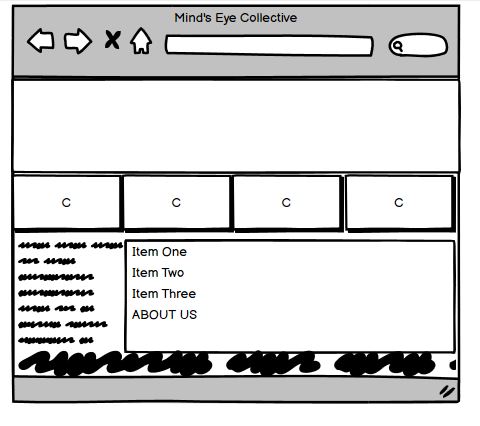 Mind's Eye Collective
C C C C
Item One
Item Two
Item Three
ABOUT US